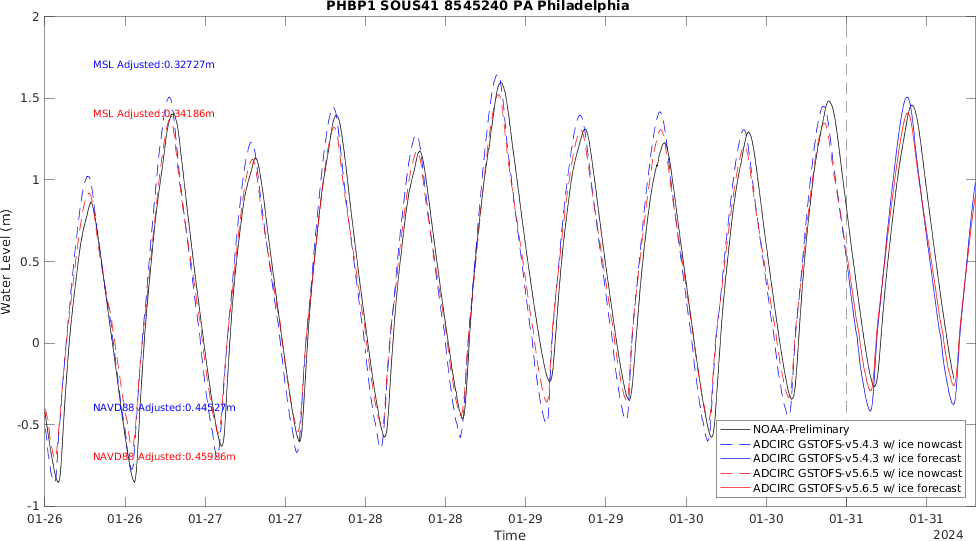 PHBP1 SOUS41 8545240 PA Philadelphia
2
1.5
1
0.5
0
-0.5
-1
Water Level (m)
MSL Adjusted:0.32727m
MSL Adjusted:0.34186m
NAVD88 Adjusted:0.44527m
NAVD88 Adjusted:0.45986m
NOAA-Preliminary
ADCIRC GSTOFS-v5.4.3 w/ ice nowcast
ADCIRC GSTOFS-v5.4.3 w/ ice forecast
ADCIRC GSTOFS-v5.6.5 w/ ice nowcast
ADCIRC GSTOFS-v5.6.5 w/ ice forecast
01-26 01-26 01-27 01-27 01-28 01-28 01-29 01-29 01-30 01-30 01-31 01-31
Time
2024